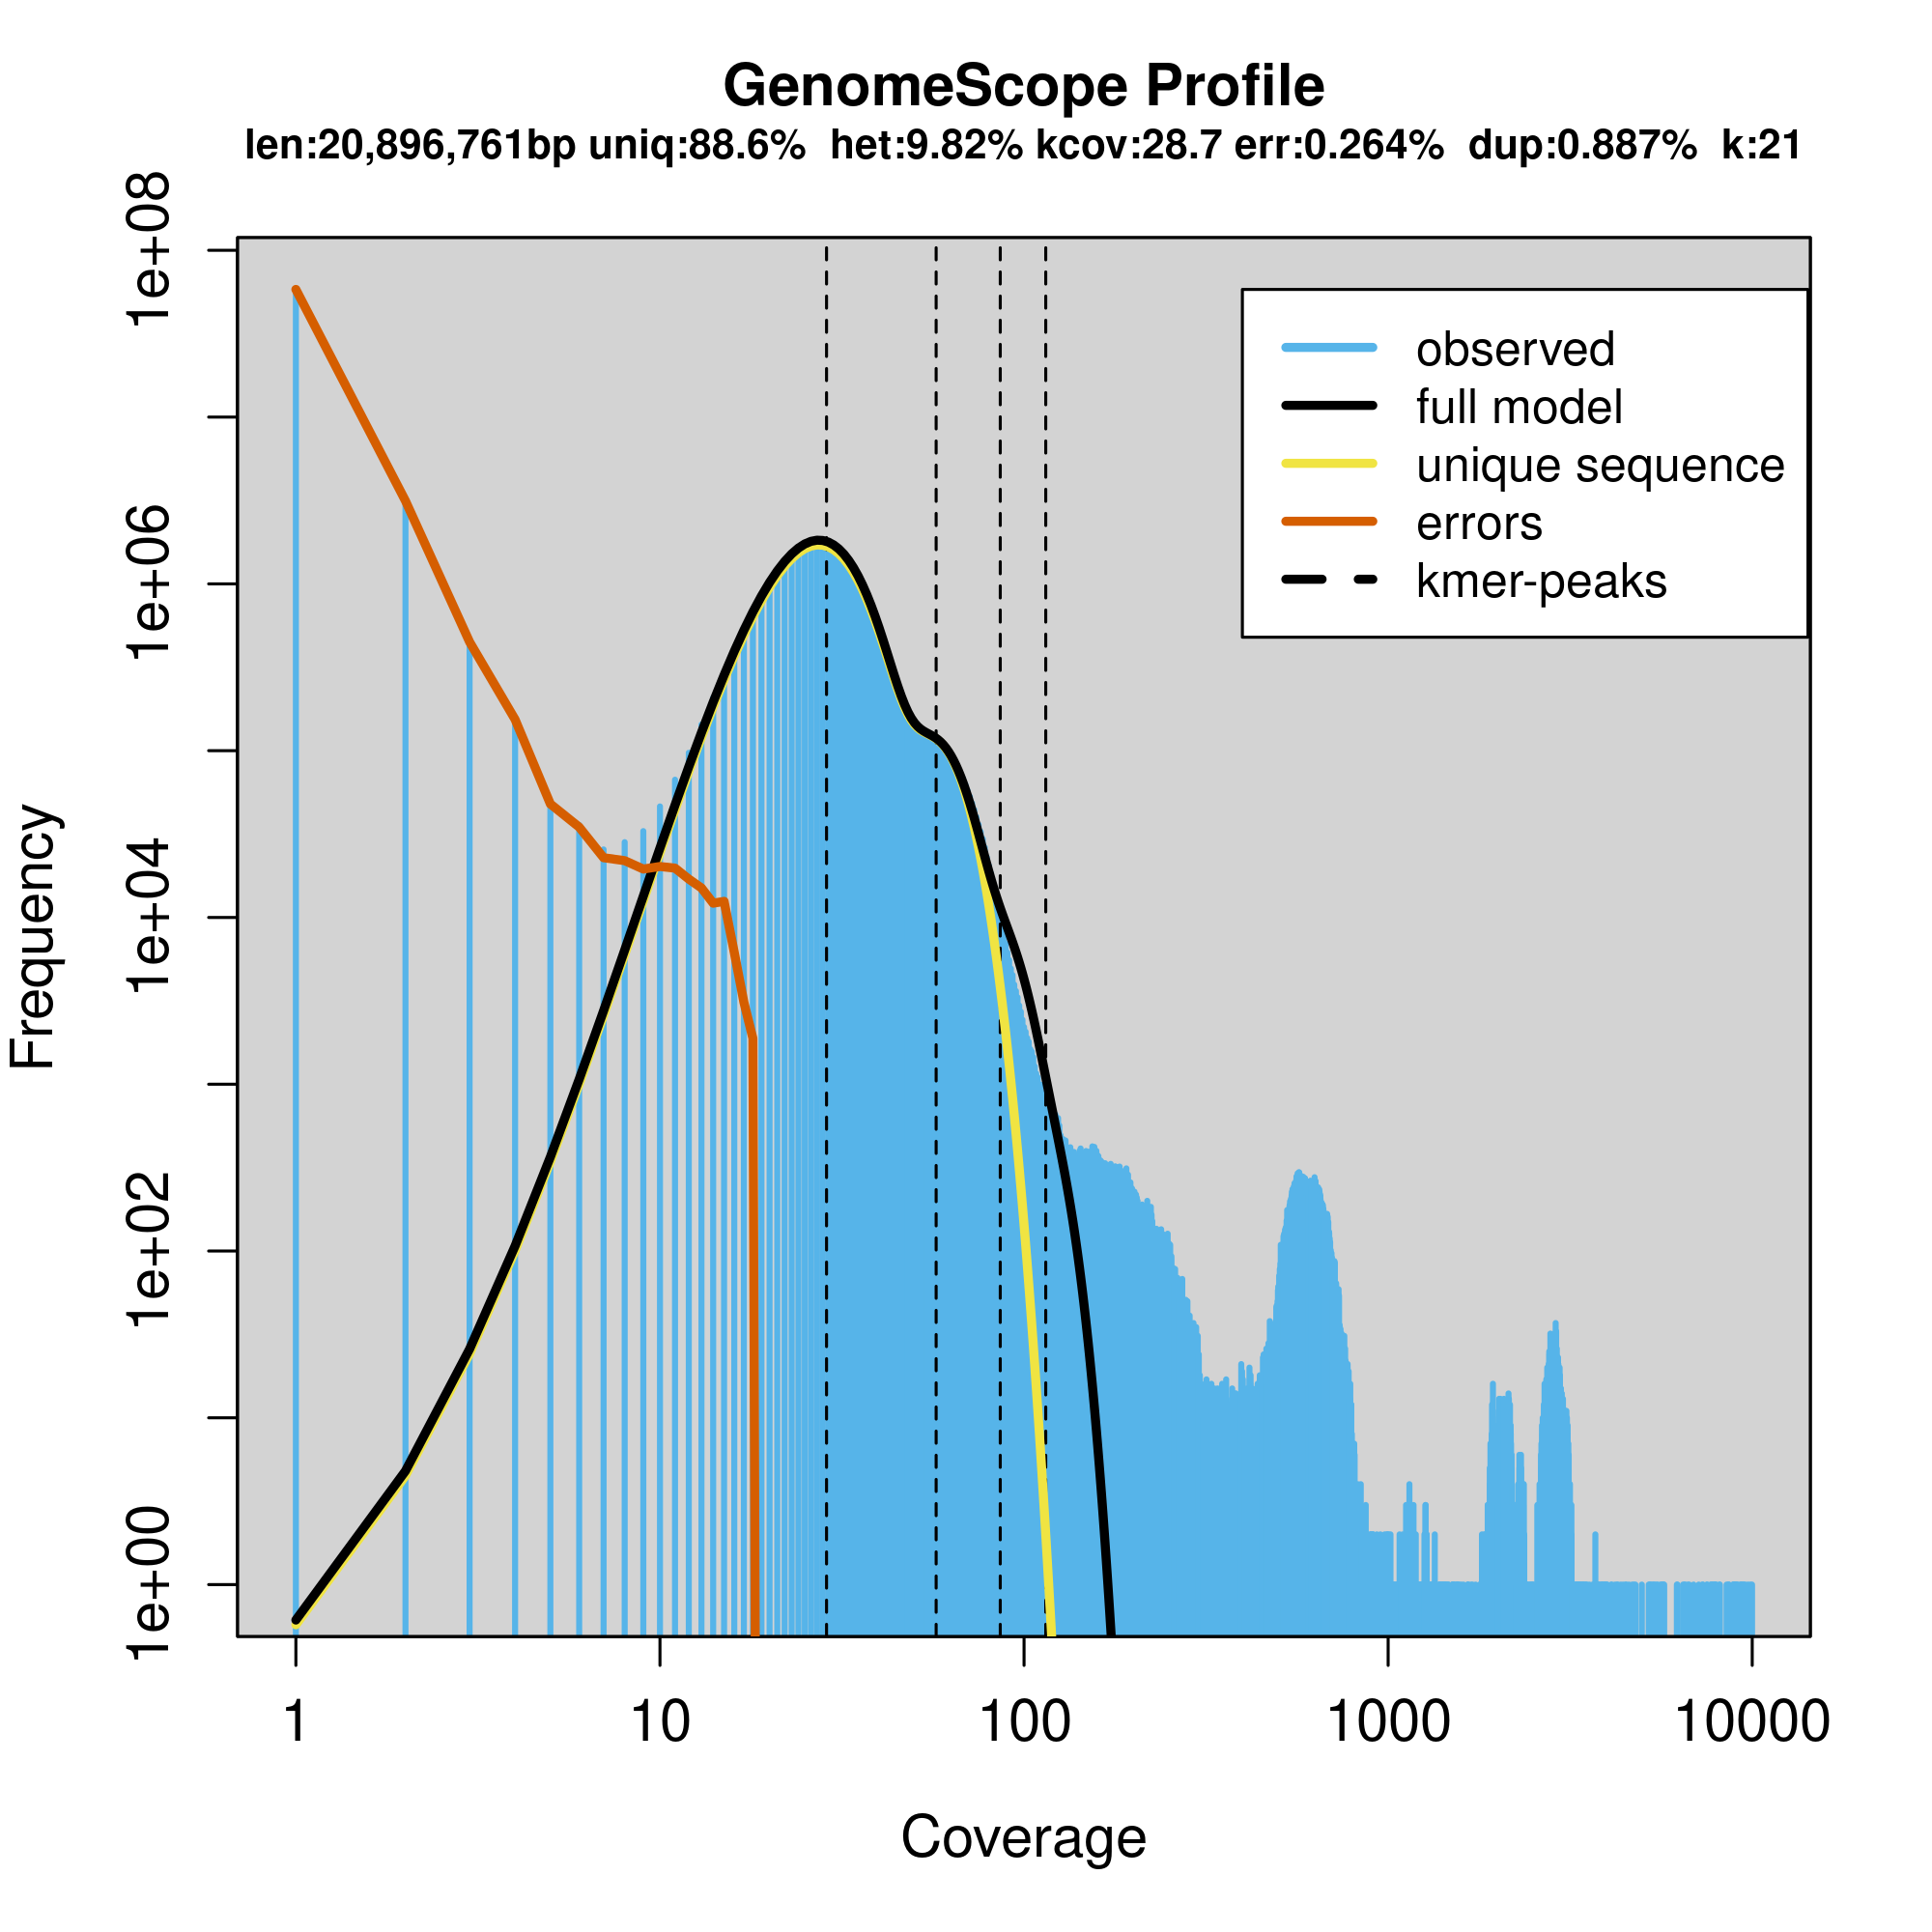 GenomeScope Profile
len:20,896,761bp uniq:88.6% het:9.82% kcov:28.7 err:0.264% dup:0.887% k:21
1e+08
1e+06
1e+04
1e+02
1e+00
Frequency
observed
full model
unique sequence
errors
kmer-peaks
1 10 100 1000 10000
Coverage